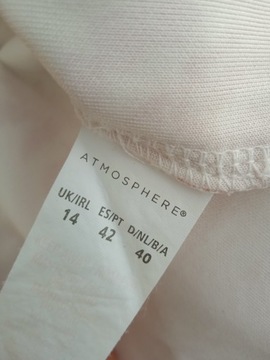 ATMOSPHERE®
UK/IRL ES/PT D/NL/B/A
14 42 40